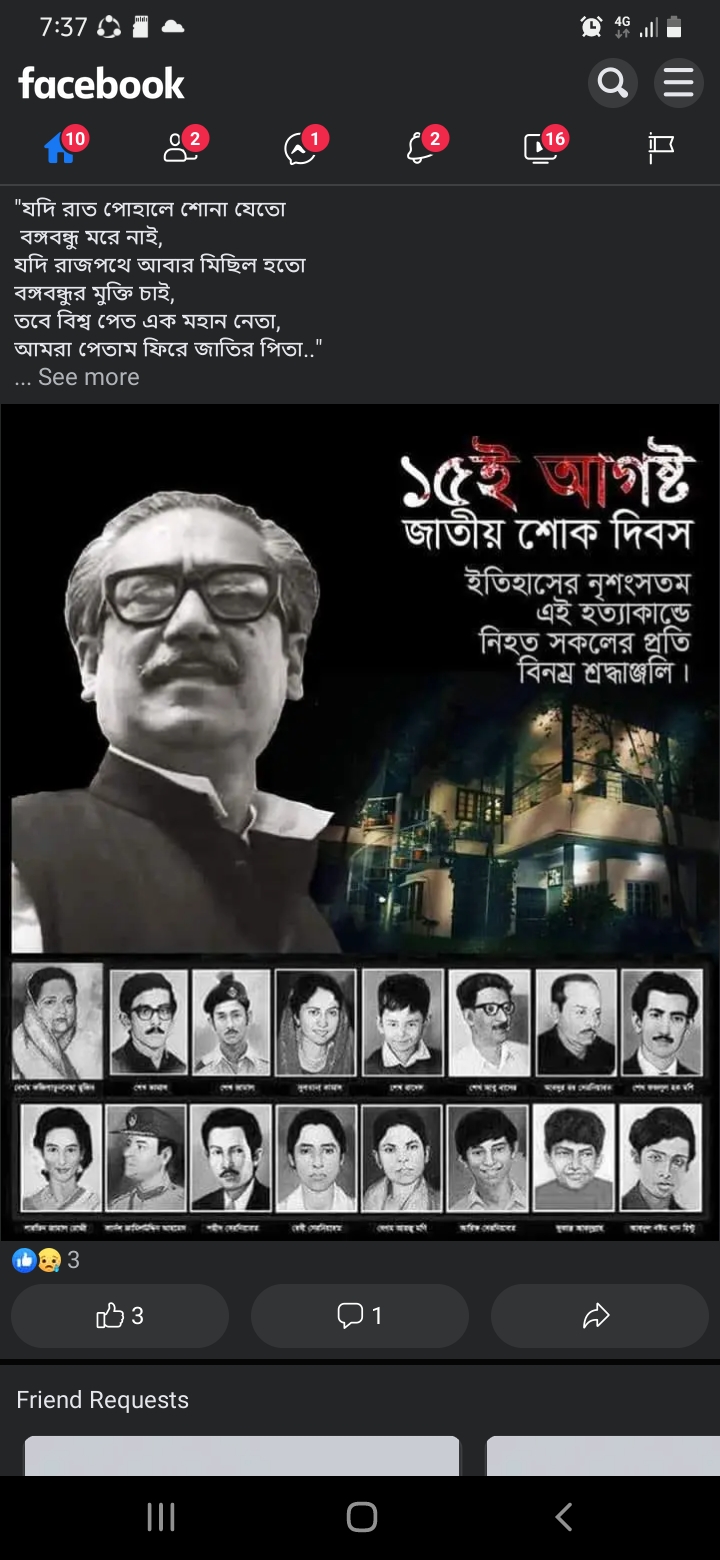 7:37
4G
facebook
10
2
1
2
16
"যদি রাত পোহালে শোনা যেতো
বঙ্গবন্ধু মরে নাই,
যদি রাজপথে আবার মিছিল হতো
বঙ্গবন্ধুর মুক্তি চাই,
তবে বিশ্ব পেত এক মহান নেতা,
আমরা পেতাম ফিরে জাতির পিতা.."
... See more
১৫ই আগষ্ট
জাতীয় শোক দিবস
ইতিহাসের নৃশংসতম
এই হত্যাকান্ডে
নিহত সকলের প্রতি
বিনম্র শ্রদ্ধাঞ্জলি।
শেখ কামাল শেখ জামাল সুলতানা কামাল শেখ রাসেল শেখ আবু নাসের
3
3
1
Friend Requests